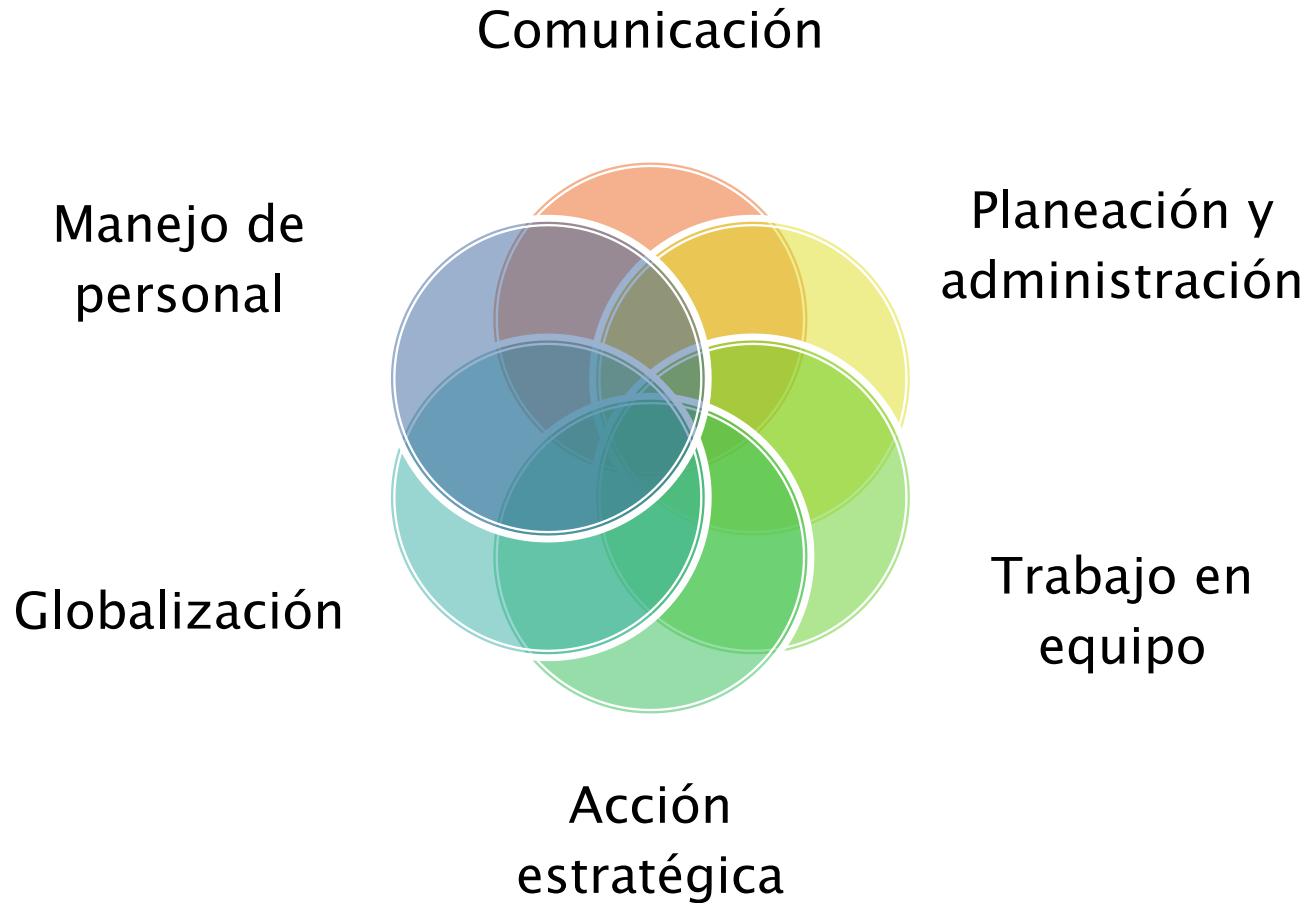 Comunicación
Planeación y
administración
Trabajo en
equipo
Acción
estratégica
Globalización
Manejo de
personal